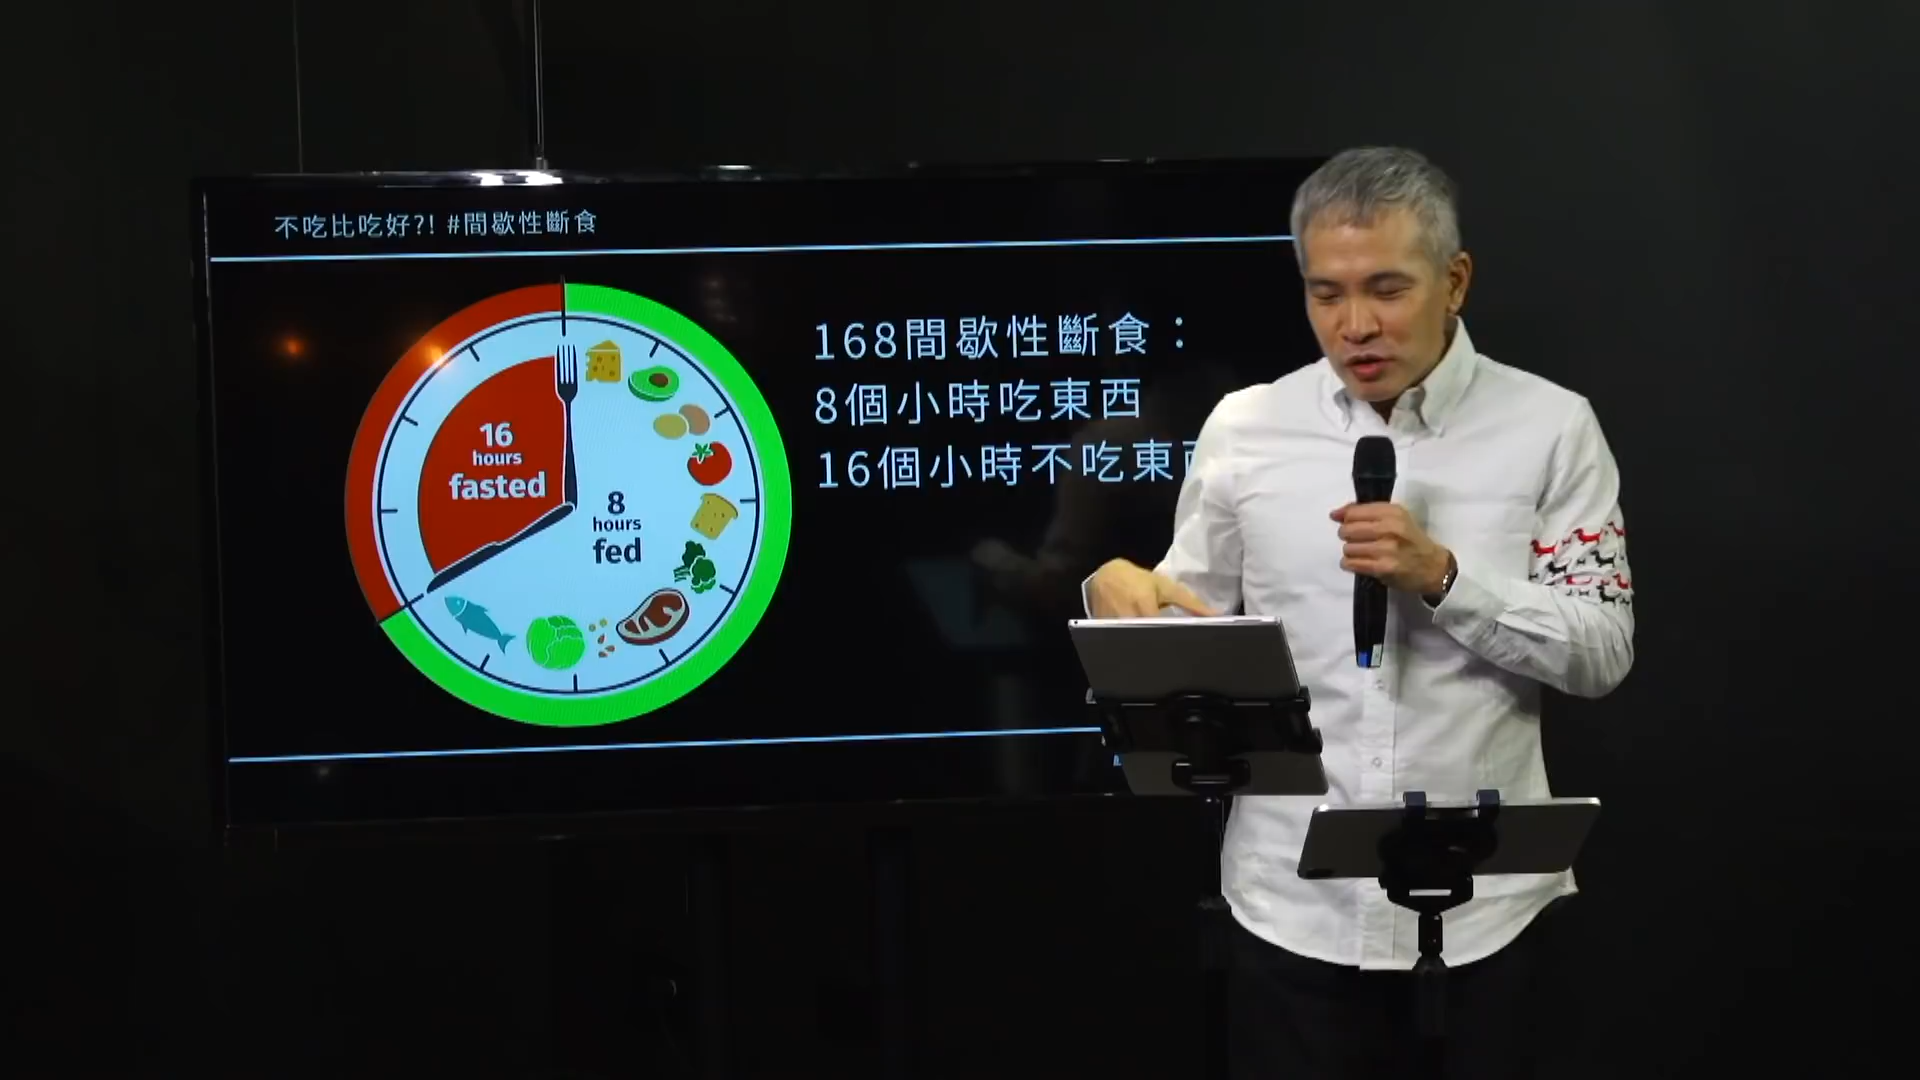 不吃比吃好?! #間歇性斷食
168間歇性斷食：
8個小時吃東西
16個小時不吃東
16
hours
fasted
8
hours
fed